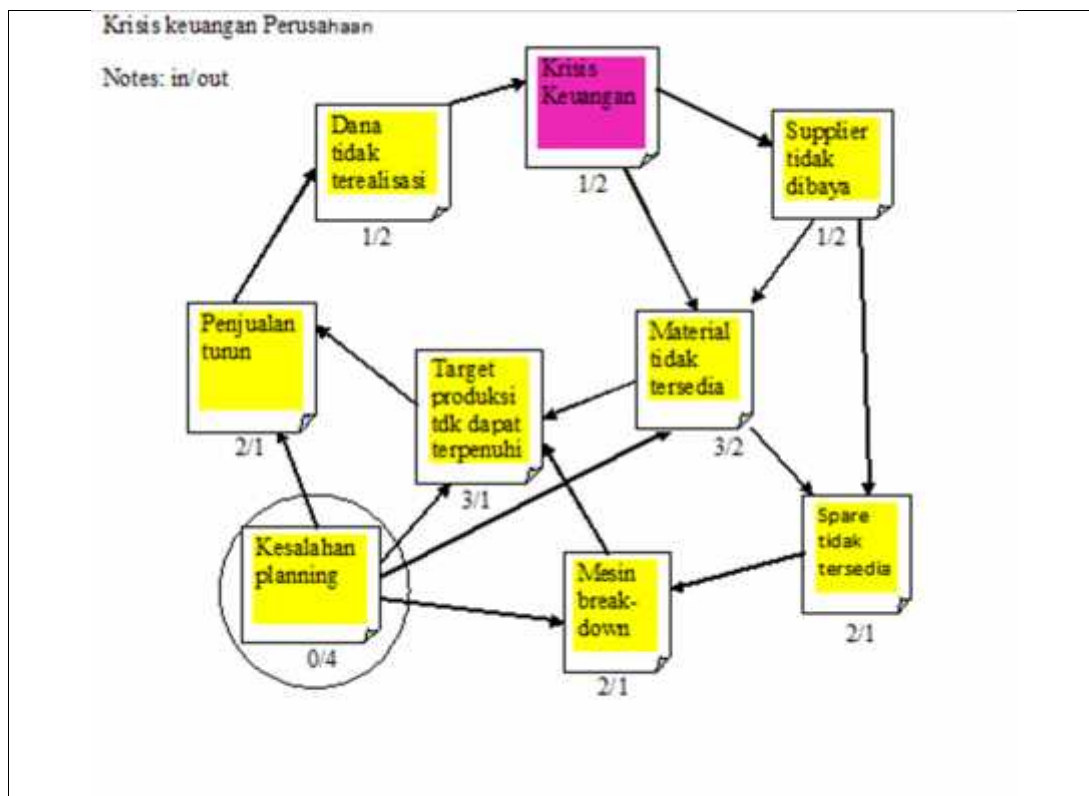 Krisis keuangan Perusahaan
Notes: in/out
Krisis
Keuangan
1/2
Dana
tidak
terealisasi
1/2
Supplier
tidak
dibaya
1/2
Penjualan
turun
2/1
Target
produksi
tdk dapat
terpenuhi
3/1
Material
tidak
tersedia
3/2
Kesalahan
planning
0/4
Mesin
break-
down
2/1
Spare
tidak
tersedia
2/1